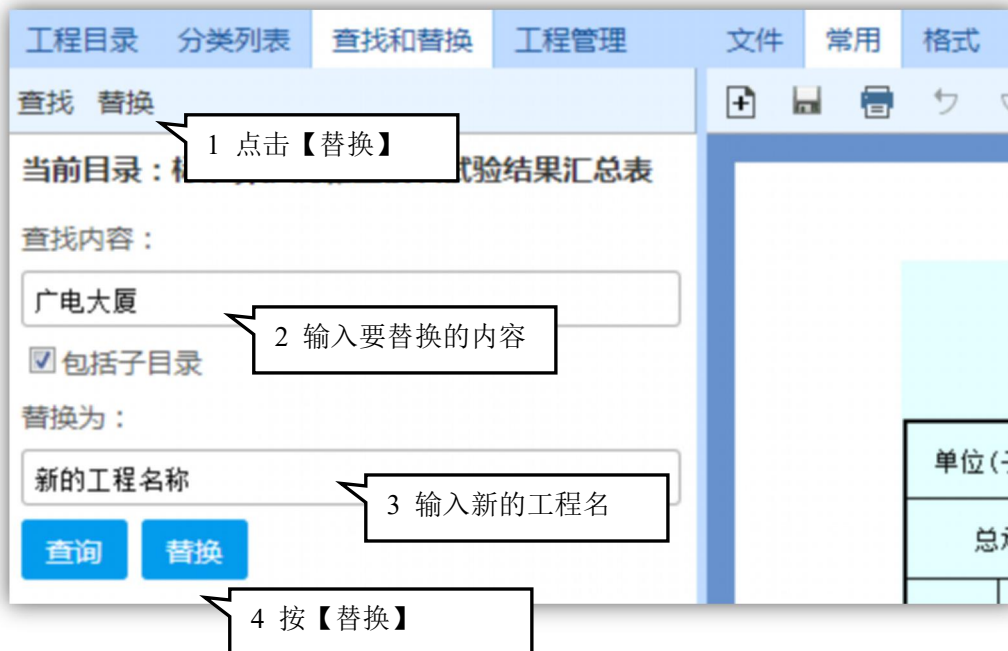 工程目录 分类列表 查找和替换 工程管理 文件 常用 格式
查找 替换
1 点击【替换】
当前目录：试验结果汇总表
查找内容：
广电大厦
2 输入要替换的内容
包括子目录
替换为：
新的工程名称
3 输入新的工程名
单位(子
查询 替换
总承
4 按【替换】